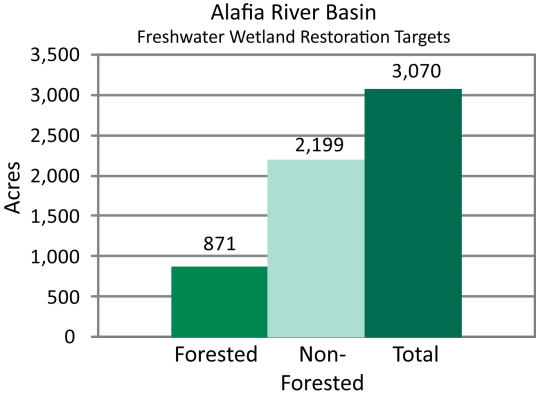 Alafia River Basin
Freshwater Wetland Restoration Targets
3,500
3,000
2,500
2,000
1,500
1,000
500
0
Acres
871
2,199
3,070
Forested
Non-
Forested
Total